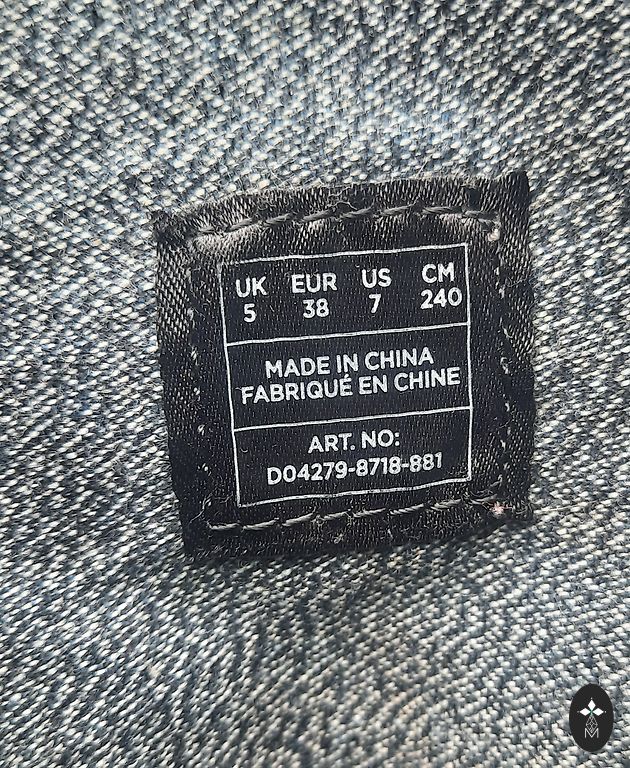 UK EUR US CM
5 38 7 240
MADE IN CHINA
FABRIQUÉ EN CHINE
ART. NO:
D04279-8718-881
M